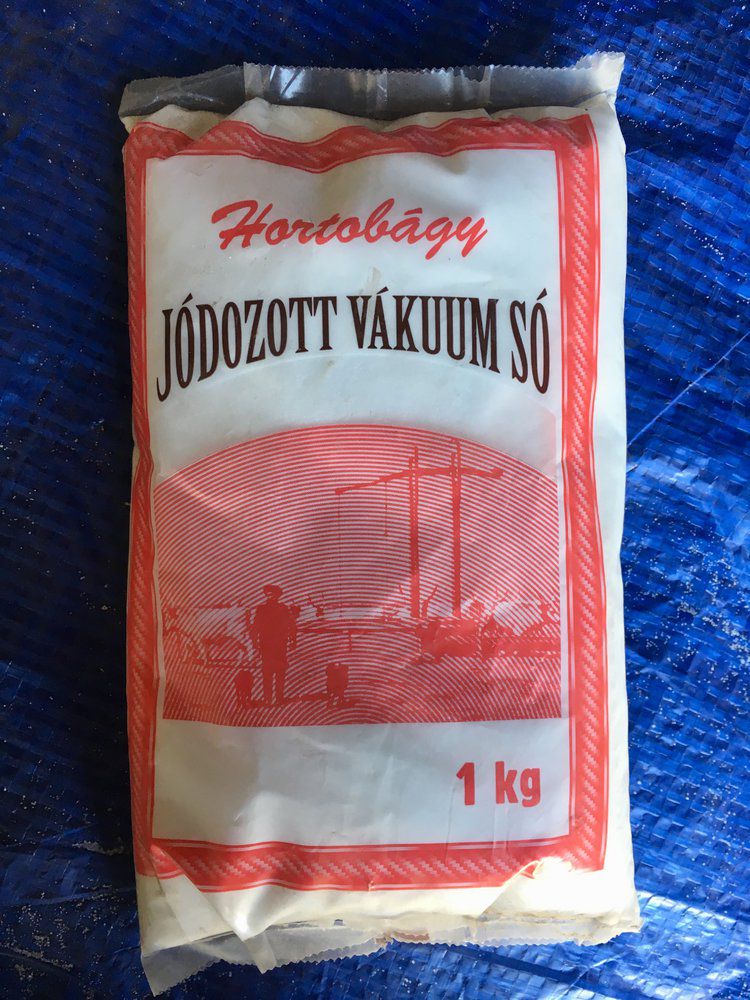 Hortobágy
JÓDOZOTT VÁKUUM SÓ
1 kg